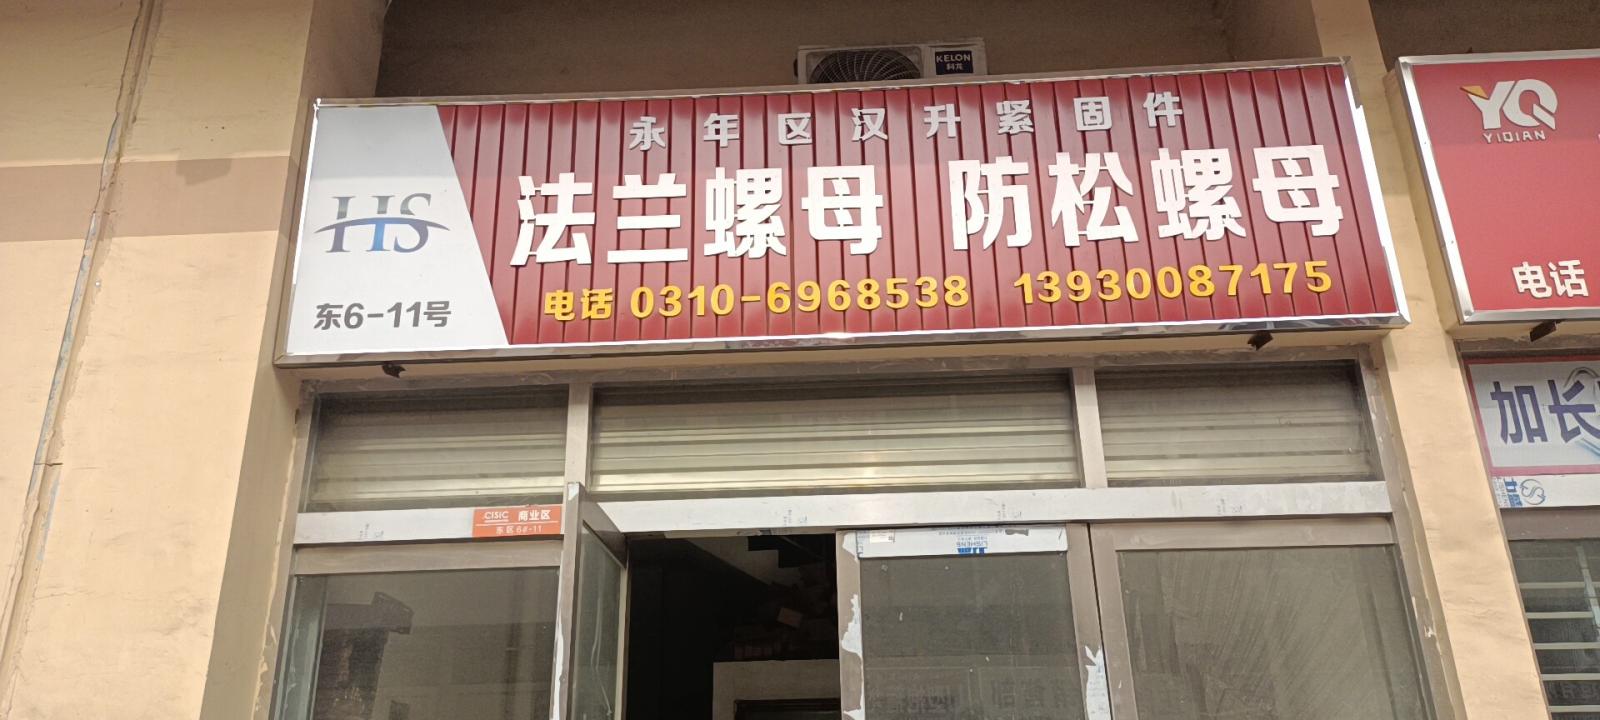 KELON
科龙
永年区汉升紧固件
法兰螺母 防松螺母
电话 0310-6968538 13930087175
HS
东6-11号
YQ
YIQIAN
电话
加长
CISIC 商业区
东区6#-11